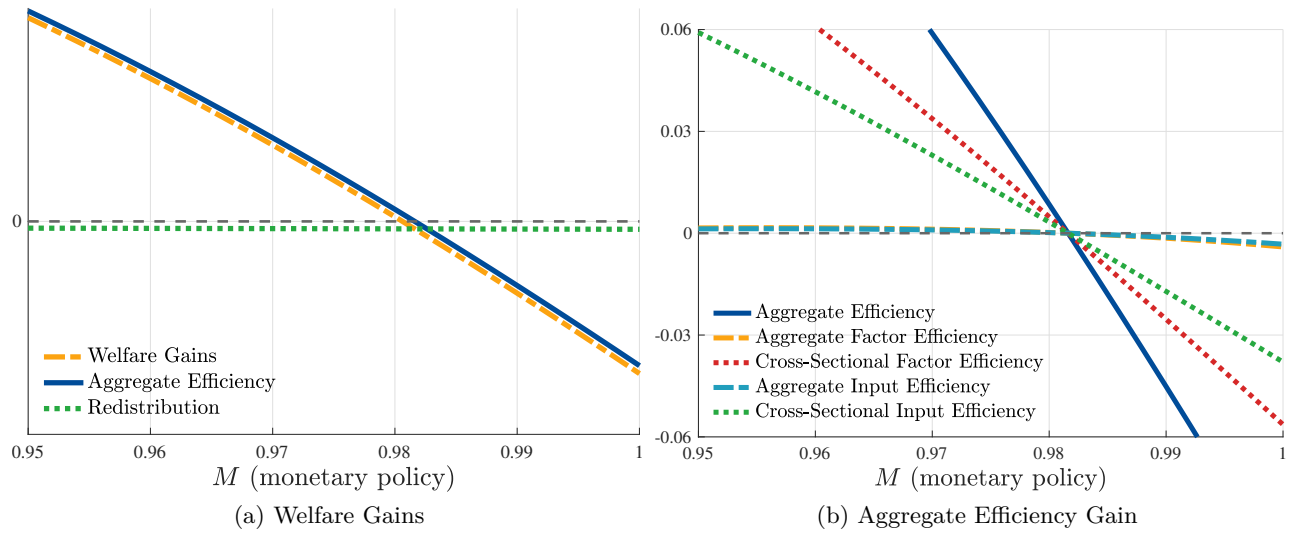 0
0.95
0.96
0.97
0.98
0.99
1
M (monetary policy)
Welfare Gains
Aggregate Efficiency
Redistribution
(a) Welfare Gains
0.06
0.03
0
-0.03
-0.06
0.95
0.96
0.97
0.98
0.99
1
M (monetary policy)
Aggregate Efficiency
Aggregate Factor Efficiency
Cross-Sectional Factor Efficiency
Aggregate Input Efficiency
Cross-Sectional Input Efficiency
(b) Aggregate Efficiency Gain